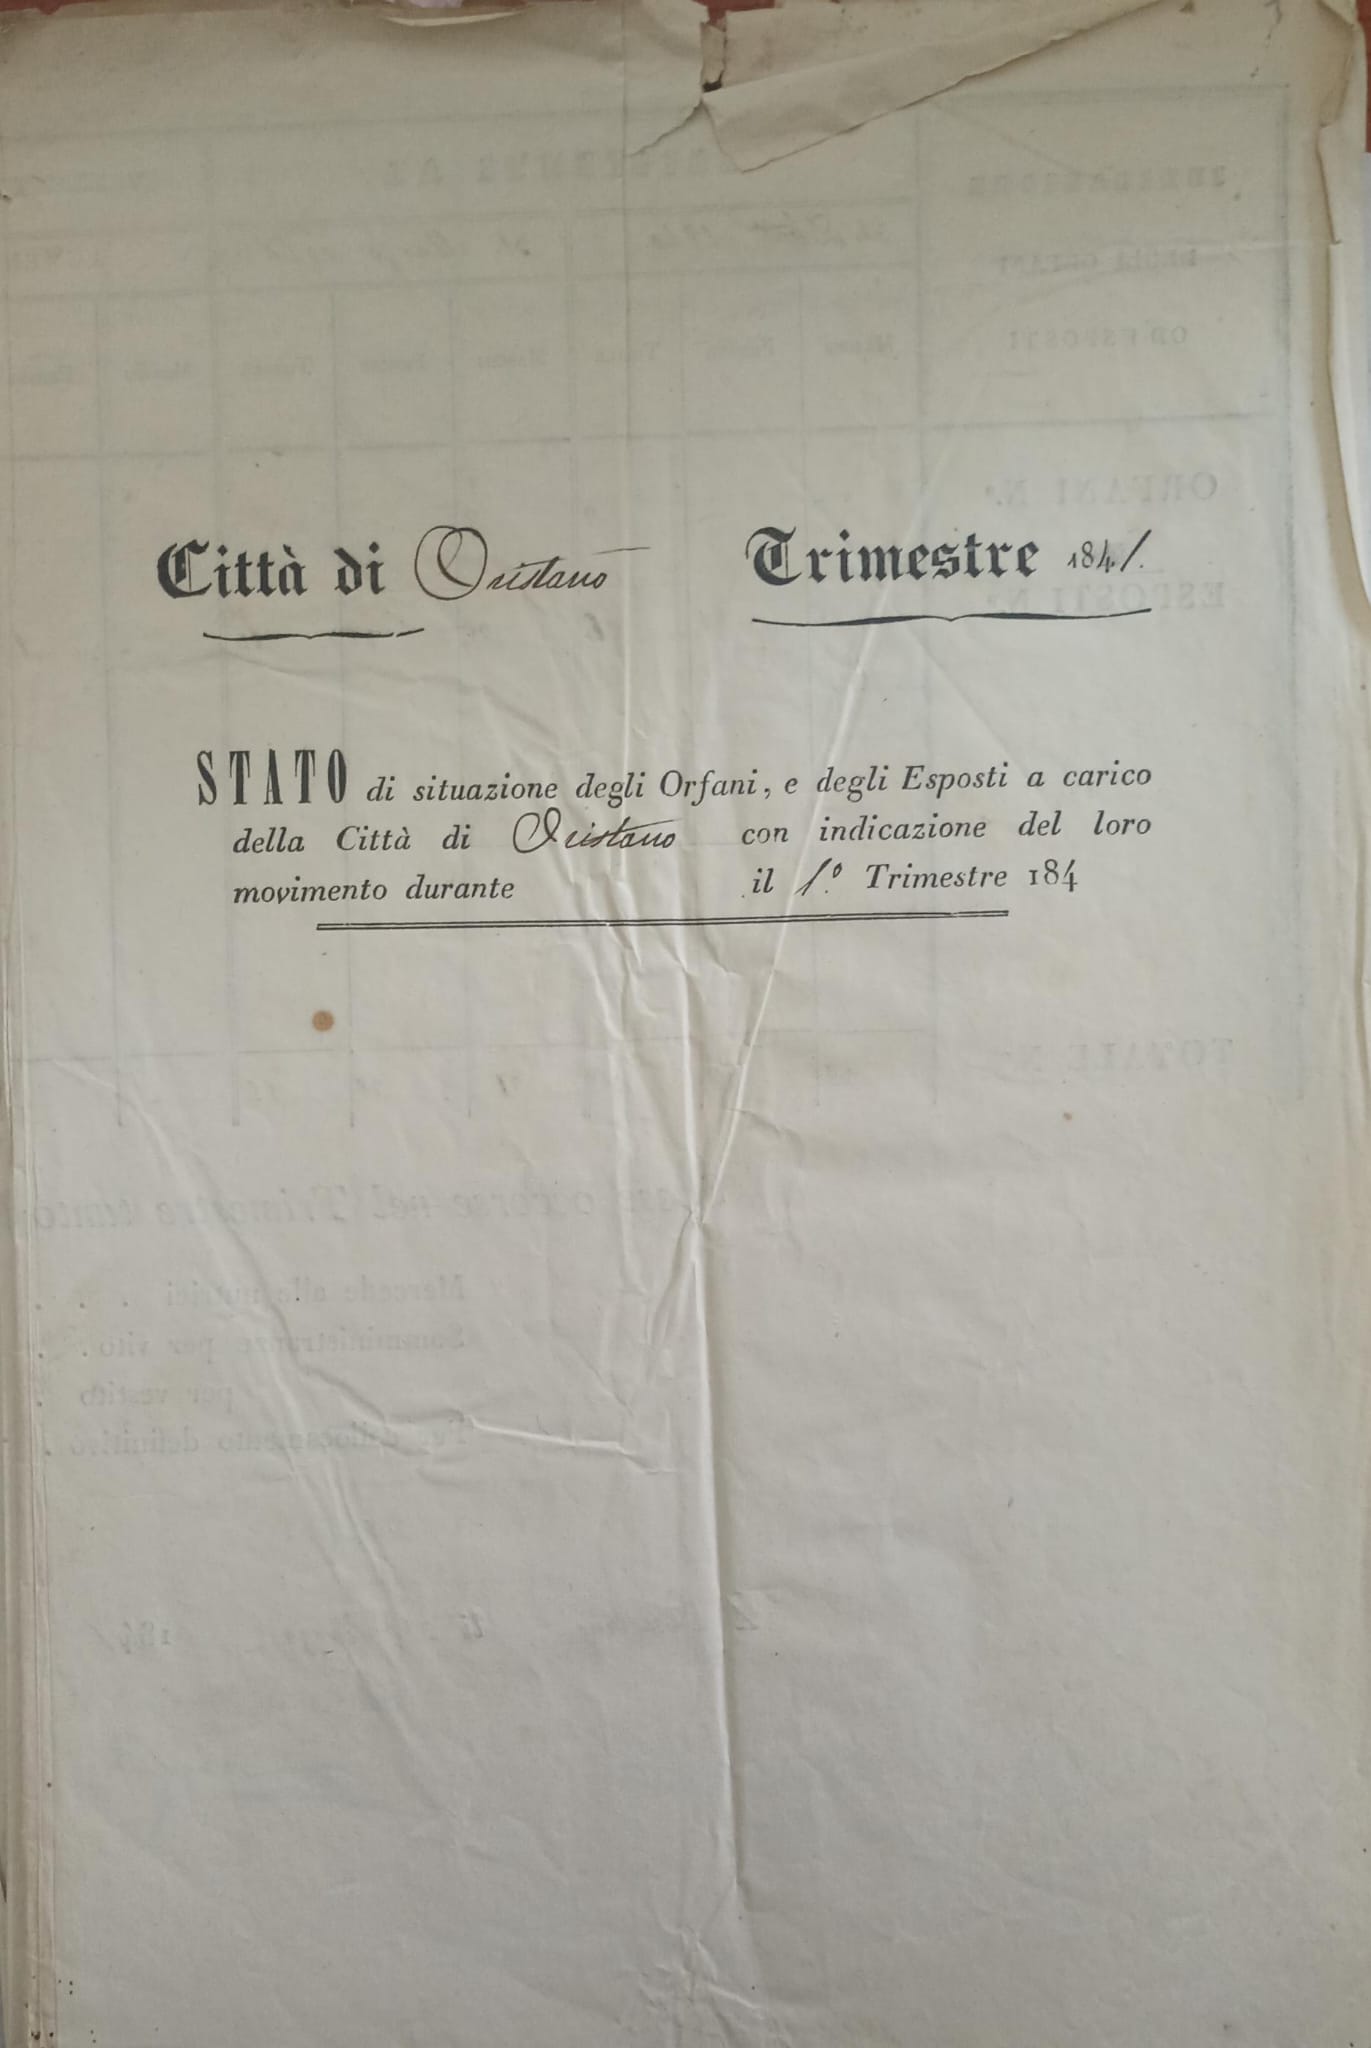 Città di Oristano
Trimestre 1841.
STATO di situazione degli Orfani, e degli Esposti a carico
della Città di Oristano con indicazione del loro
movimento durante il 1.º Trimestre 184